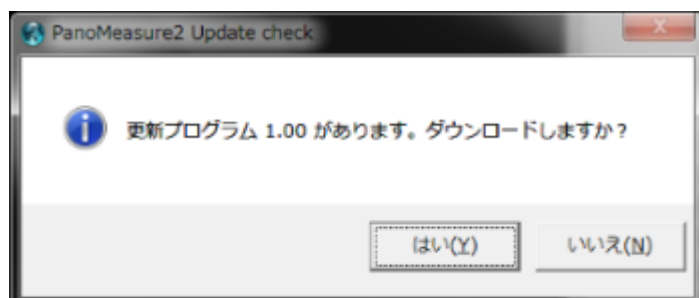 PanoMeasure2 Update check
更新プログラム 1.00 があります。ダウンロードしますか？
はい(Y)
いいえ(N)